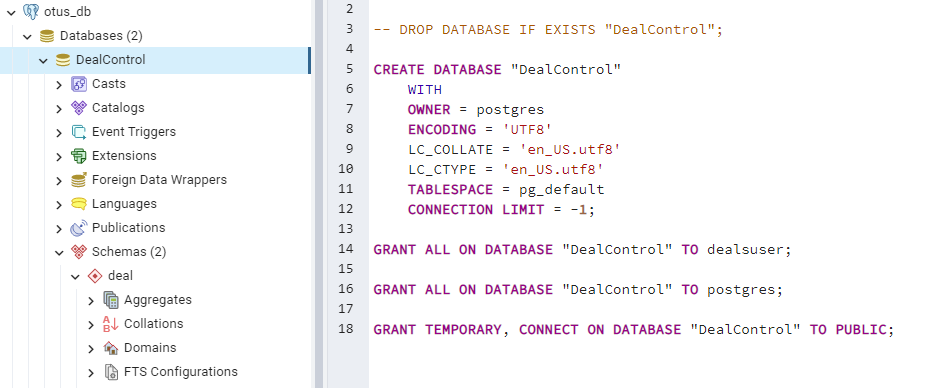 otus_db
Databases (2)
DealControl
Casts
Catalogs
Event Triggers
Extensions
Foreign Data Wrappers
Languages
Publications
Schemas (2)
deal
Aggregates
Collations
Domains
FTS Configurations
2
3 -- DROP DATABASE IF EXISTS "DealControl";
4
5 CREATE DATABASE "DealControl"
6 WITH
7 OWNER = postgres
8 ENCODING = 'UTF8'
9 LC_COLLATE = 'en_US.utf8'
10 LC_CTYPE = 'en_US.utf8'
11 TABLESPACE = pg_default
12 CONNECTION LIMIT = -1;
13
14 GRANT ALL ON DATABASE "DealControl" TO dealsuser;
15
16 GRANT ALL ON DATABASE "DealControl" TO postgres;
17
18 GRANT TEMPORARY, CONNECT ON DATABASE "DealControl" TO PUBLIC;